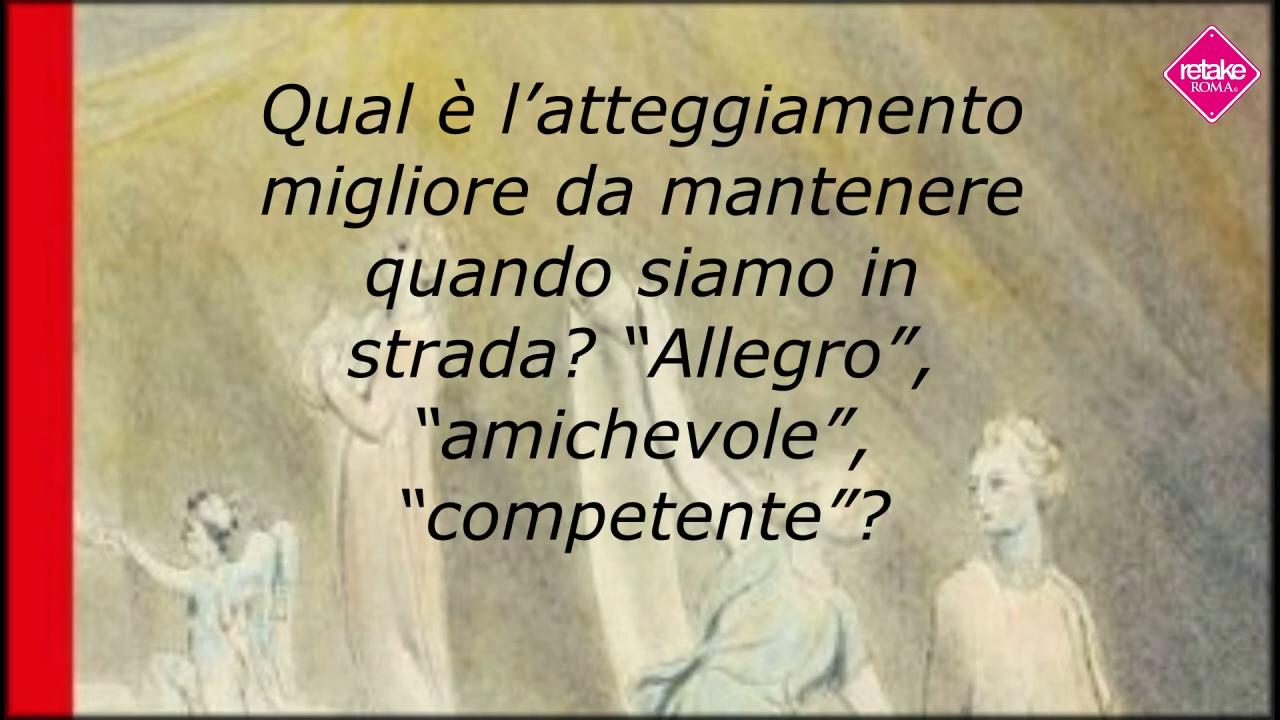 retake
ROMA®
Qual è l’atteggiamento
migliore da mantenere
quando siamo in
strada? “Allegro”,
“amichevole”,
“competente”?